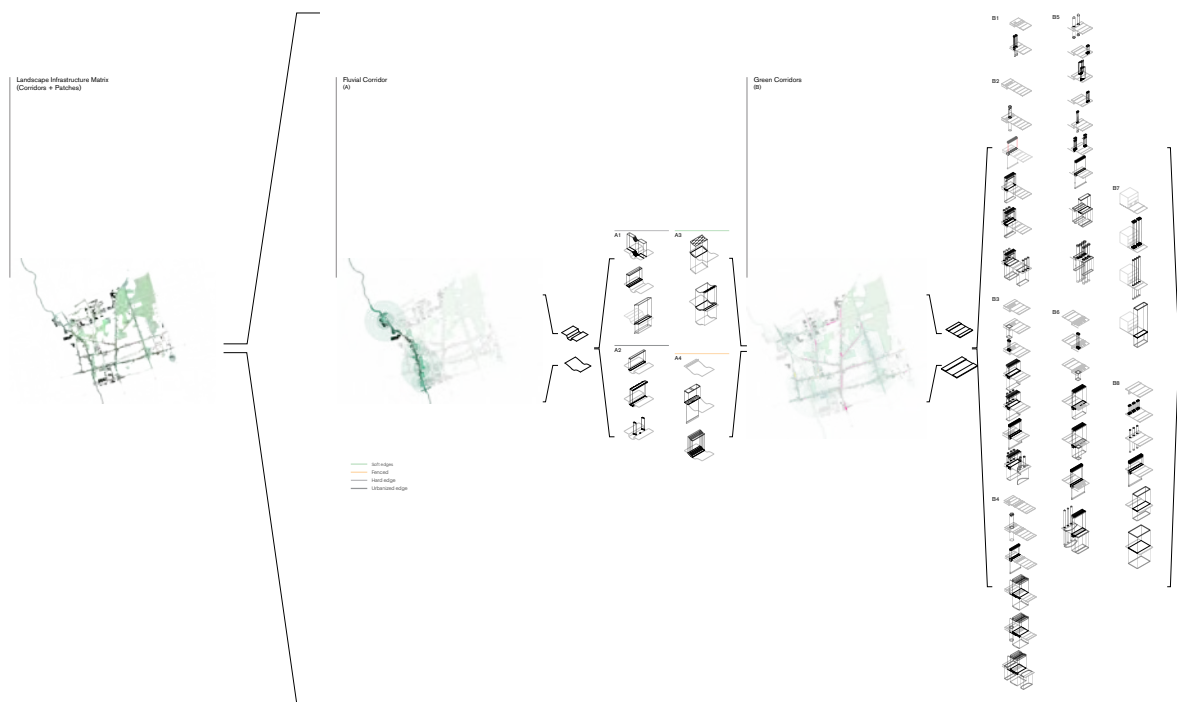 Landscape Infrastructure Matrix
(Corridors + Patches)
Fluvial Corridor
(A)
Soft edges
Fenced
Hard edge
Urbanized edge
A1
A3
A2
A4
Green Corridors
(B)
B1
B5
B2
B7
B3
B6
B8
B4